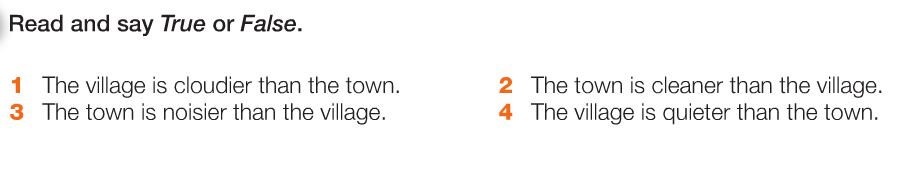 Read and say True or False.
1 The village is cloudier than the town.
2 The town is cleaner than the village.
3 The town is noisier than the village.
4 The village is quieter than the town.